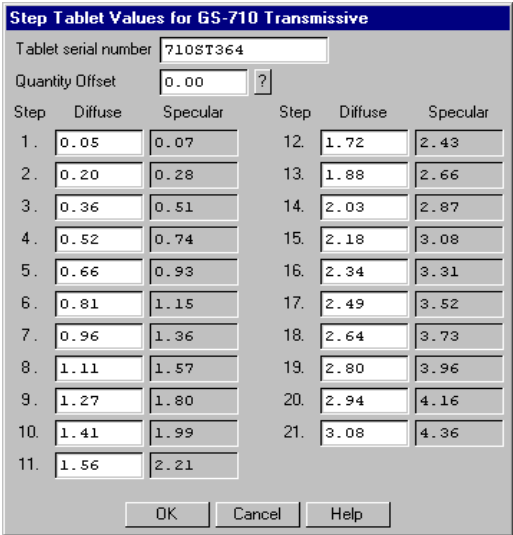 Step Tablet Values for GS-710 Transmissive
Tablet serial number 710ST364
Quantity Offset 0.00 ?
Step Diffuse Specular Step Diffuse Specular
1. 0.05 0.07 12. 1.72 2.43
2. 0.20 0.28 13. 1.88 2.66
3. 0.36 0.51 14. 2.03 2.87
4. 0.52 0.74 15. 2.18 3.08
5. 0.66 0.93 16. 2.34 3.31
6. 0.81 1.15 17. 2.49 3.52
7. 0.96 1.36 18. 2.64 3.73
8. 1.11 1.57 19. 2.80 3.96
9. 1.27 1.80 20. 2.94 4.16
10. 1.41 1.99 21. 3.08 4.36
11. 1.56 2.21
OK Cancel Help